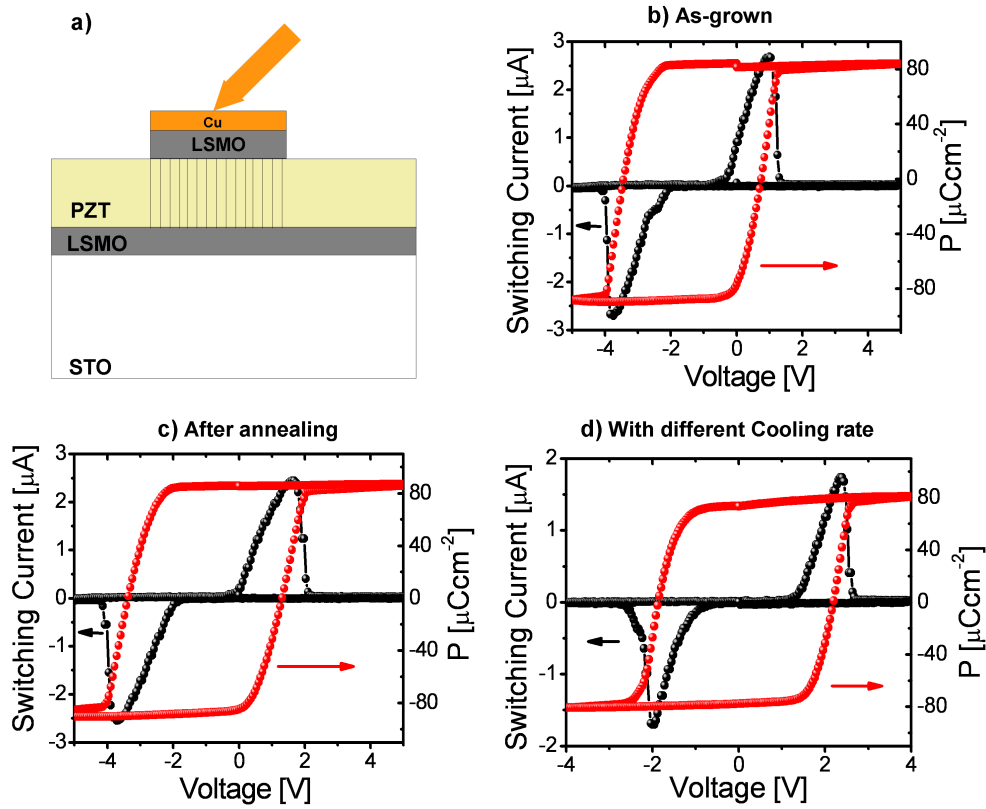 a)
Cu
LSMO
PZT
LSMO
STO
b) As-grown
Switching Current [μA]
3
2
1
0
-1
-2
-3
-4 -2 0 2 4
Voltage [V]
80
40
0
-40
-80
P [μCcm-2]
c) After annealing
Switching Current [μA]
3
2
1
0
-1
-2
-3
-4 -2 0 2 4
Voltage [V]
80
40
0
-40
-80
P [μCcm-2]
d) With different Cooling rate
Switching Current [μA]
2
1
0
-1
-2
-4 -2 0 2 4
Voltage [V]
80
40
0
-40
-80
P [μCcm-2]